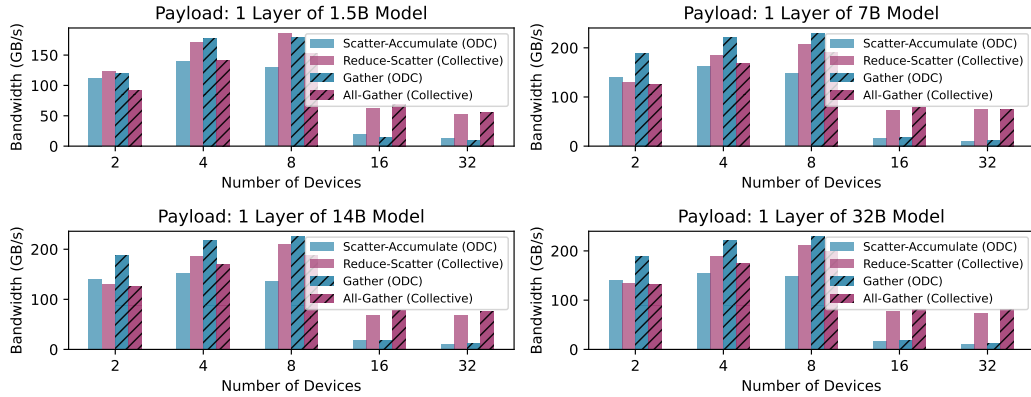 Payload: 1 Layer of 1.5B Model
Bandwidth (GB/s)
150
100
50
0
Scatter-Accumulate (ODC)
Reduce-Scatter (Collective)
Gather (ODC)
All-Gather (Collective)
2 4 8 16 32
Number of Devices
Payload: 1 Layer of 7B Model
Bandwidth (GB/s)
200
100
0
Scatter-Accumulate (ODC)
Reduce-Scatter (Collective)
Gather (ODC)
All-Gather (Collective)
2 4 8 16 32
Number of Devices
Payload: 1 Layer of 14B Model
Bandwidth (GB/s)
200
100
0
Scatter-Accumulate (ODC)
Reduce-Scatter (Collective)
Gather (ODC)
All-Gather (Collective)
2 4 8 16 32
Number of Devices
Payload: 1 Layer of 32B Model
Bandwidth (GB/s)
200
100
0
Scatter-Accumulate (ODC)
Reduce-Scatter (Collective)
Gather (ODC)
All-Gather (Collective)
2 4 8 16 32
Number of Devices